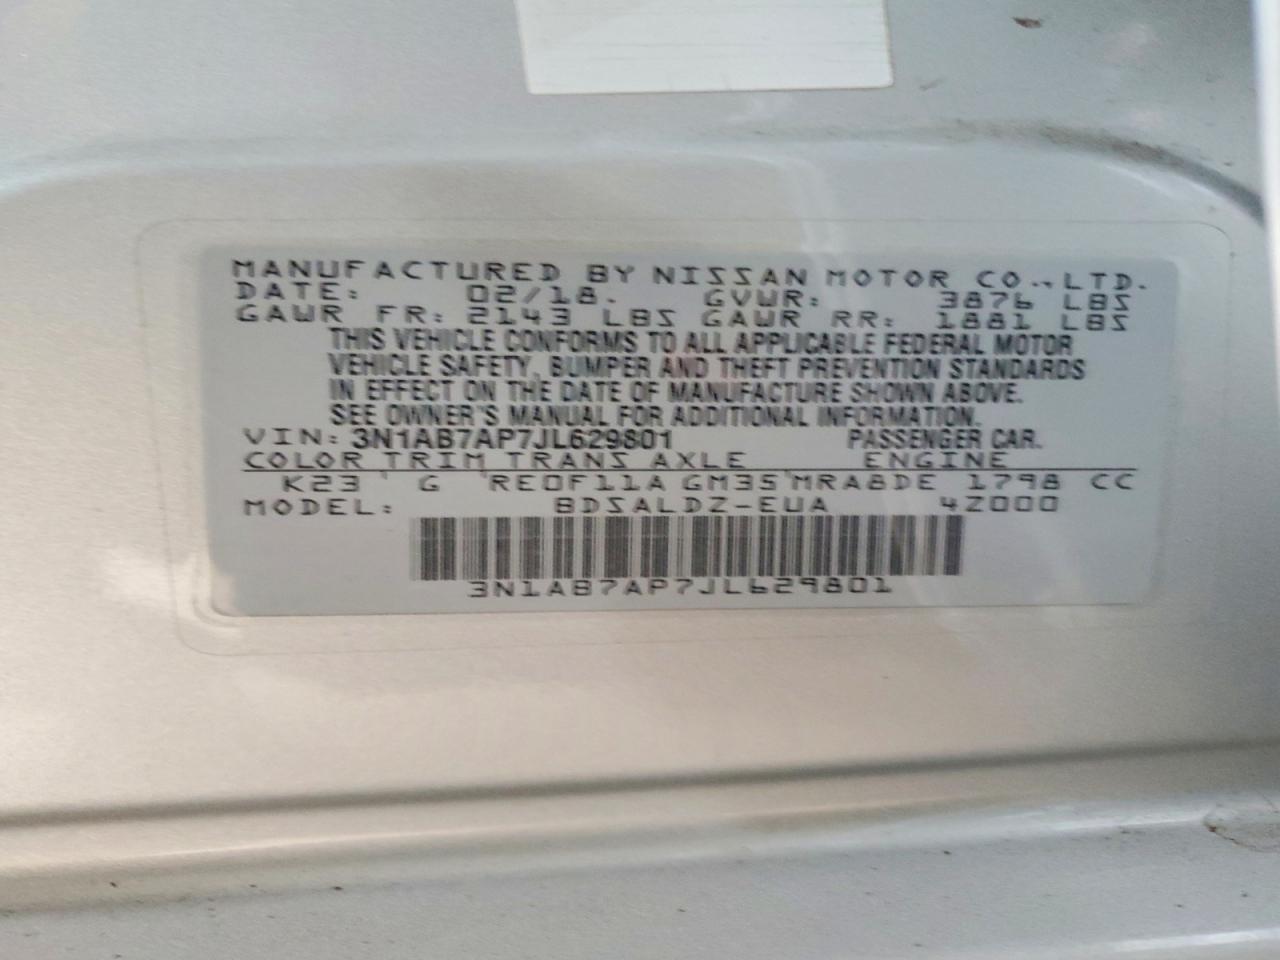 MANUFACTURED BY NISSAN MOTOR CO.,LTD.
DATE: 02/18. GVWR: 3876 LBS
GAWR FR: 2143 LBS GAWR RR: 1881 LBS
THIS VEHICLE CONFORMS TO ALL APPLICABLE FEDERAL MOTOR
VEHICLE SAFETY, BUMPER AND THEFT PREVENTION STANDARDS
IN EFFECT ON THE DATE OF MANUFACTURE SHOWN ABOVE.
SEE OWNER'S MANUAL FOR ADDITIONAL INFORMATION.
VIN: 3N1AB7AP7JL629801 PASSENGER CAR.
COLOR TRIM TRANS AXLE ENGINE
K23 G RE0F11A GM35 MRA8DE 1798 CC
MODEL: BDSALDZ-EUA 4Z000
3N1AB7AP7JL629801